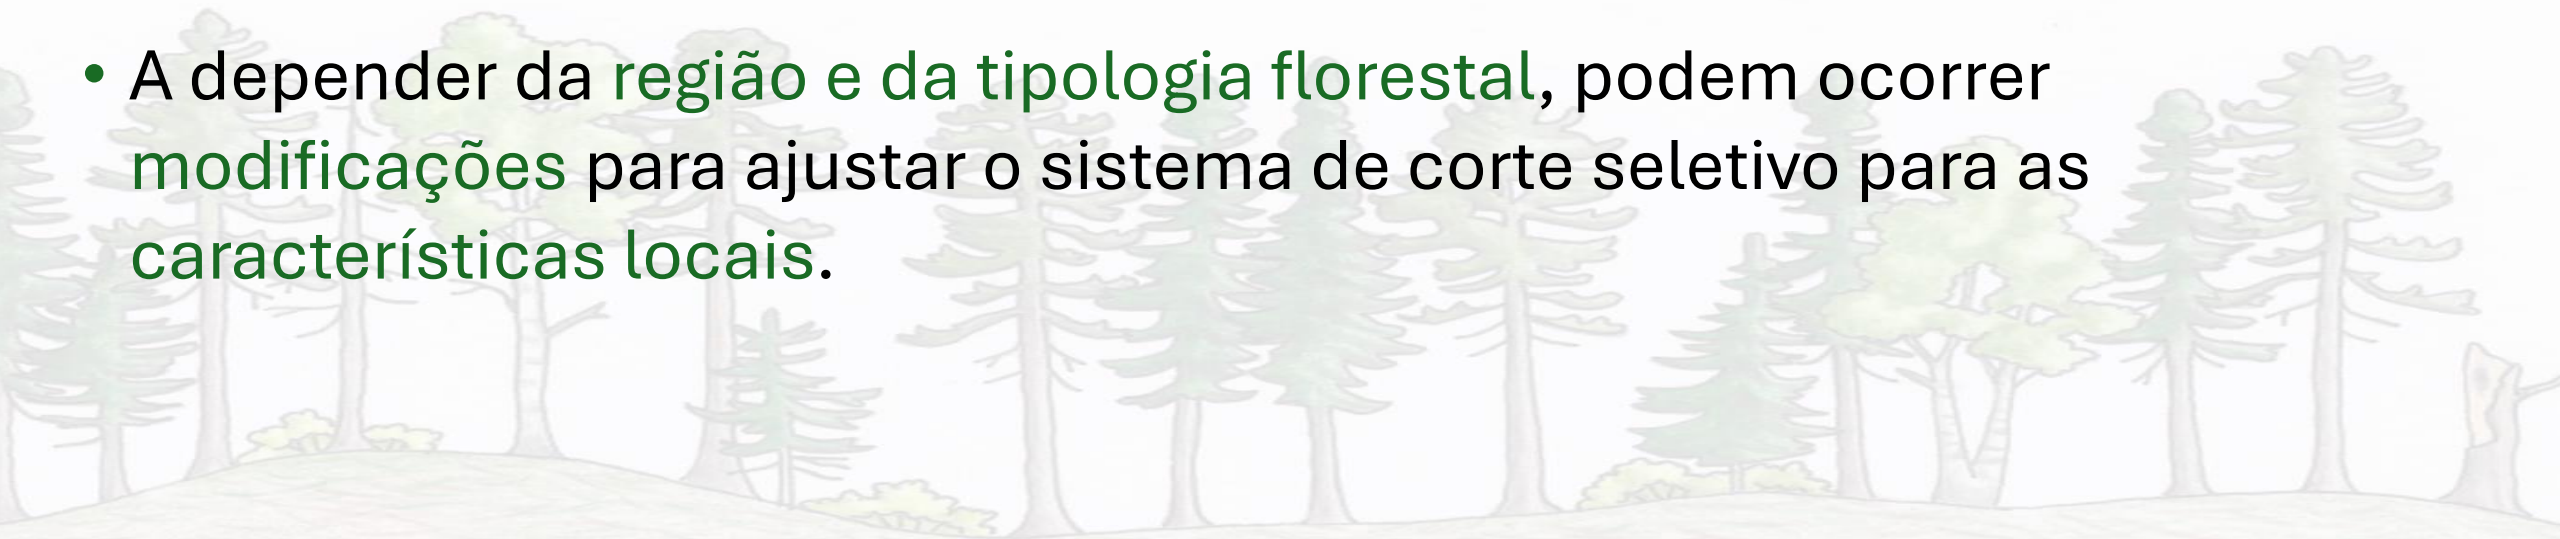 • A depender da região e da tipologia florestal, podem ocorrer
modificações para ajustar o sistema de corte seletivo para as
características locais.